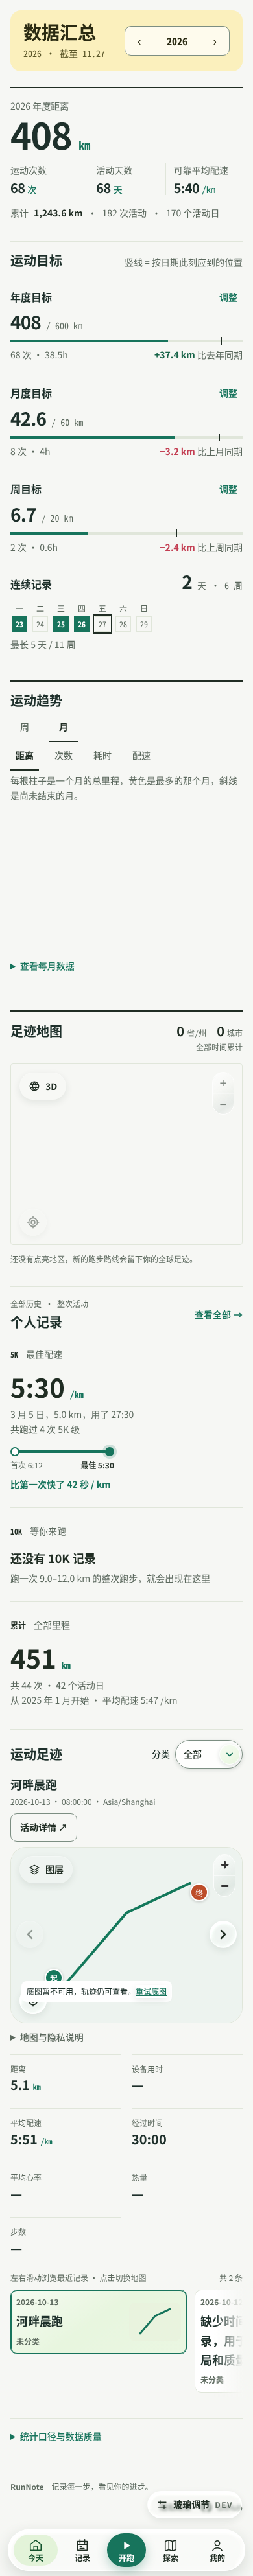 数据汇总
2026 • 截至 11.27
‹ 2026 ›
2026 年度距离
408 km
运动次数 活动天数 可靠平均配速
68 次 68 天 5:40 /km
累计 1,243.6 km • 182 次活动 • 170 个活动日
运动目标 竖线 = 按日期此刻应到的位置
年度目标 调整
408 / 600 km
68 次 • 38.5h +37.4 km 比去年同期
月度目标 调整
42.6 / 60 km
8 次 • 4h −3.2 km 比上月同期
周目标 调整
6.7 / 20 km
2 次 • 0.6h −2.4 km 比上周同期
连续记录 2 天 • 6 周
一 二 三 四 五 六 日
23 24 25 26 27 28 29
最长 5 天 / 11 周
运动趋势
周 月
距离 次数 耗时 配速
每根柱子是一个月的总里程，黄色是最多的那个月，斜线
是尚未结束的月。
▶ 查看每月数据
足迹地图 0 省/州 0 城市
全部时间累计
3D
+
−
还没有点亮地区，新的跑步路线会留下你的全球足迹。
全部历史 • 整次活动
个人记录 查看全部 →
5K 最佳配速
5:30 /km
3 月 5 日，5.0 km，用了 27:30
共跑过 4 次 5K 级
首次 6:12 最佳 5:30
比第一次快了 42 秒 / km
10K 等你来跑
还没有 10K 记录
跑一次 9.0–12.0 km 的整次跑步，就会出现在这里
累计 全部里程
451 km
共 44 次 • 42 个活动日
从 2025 年 1 月开始 • 平均配速 5:47 /km
运动足迹 分类 全部
河畔晨跑
2026-10-13 • 08:00:00 • Asia/Shanghai
活动详情 ↗
图层
+
−
终
起
底图暂不可用，轨迹仍可查看。重试底图
▶ 地图与隐私说明
距离 设备用时
5.1 km —
平均配速 经过时间
5:51 /km 30:00
平均心率 热量
— —
步数
—
左右滑动浏览最近记录 • 点击切换地图 共 2 条
2026-10-13 2026-10-1
河畔晨跑 缺少时间
未分类 录，用于
局和质量
未分类
▶ 统计口径与数据质量
RunNote 记录每一步，看见你的进步。
玻璃调节 DEV
今天 记录 开跑 探索 我的